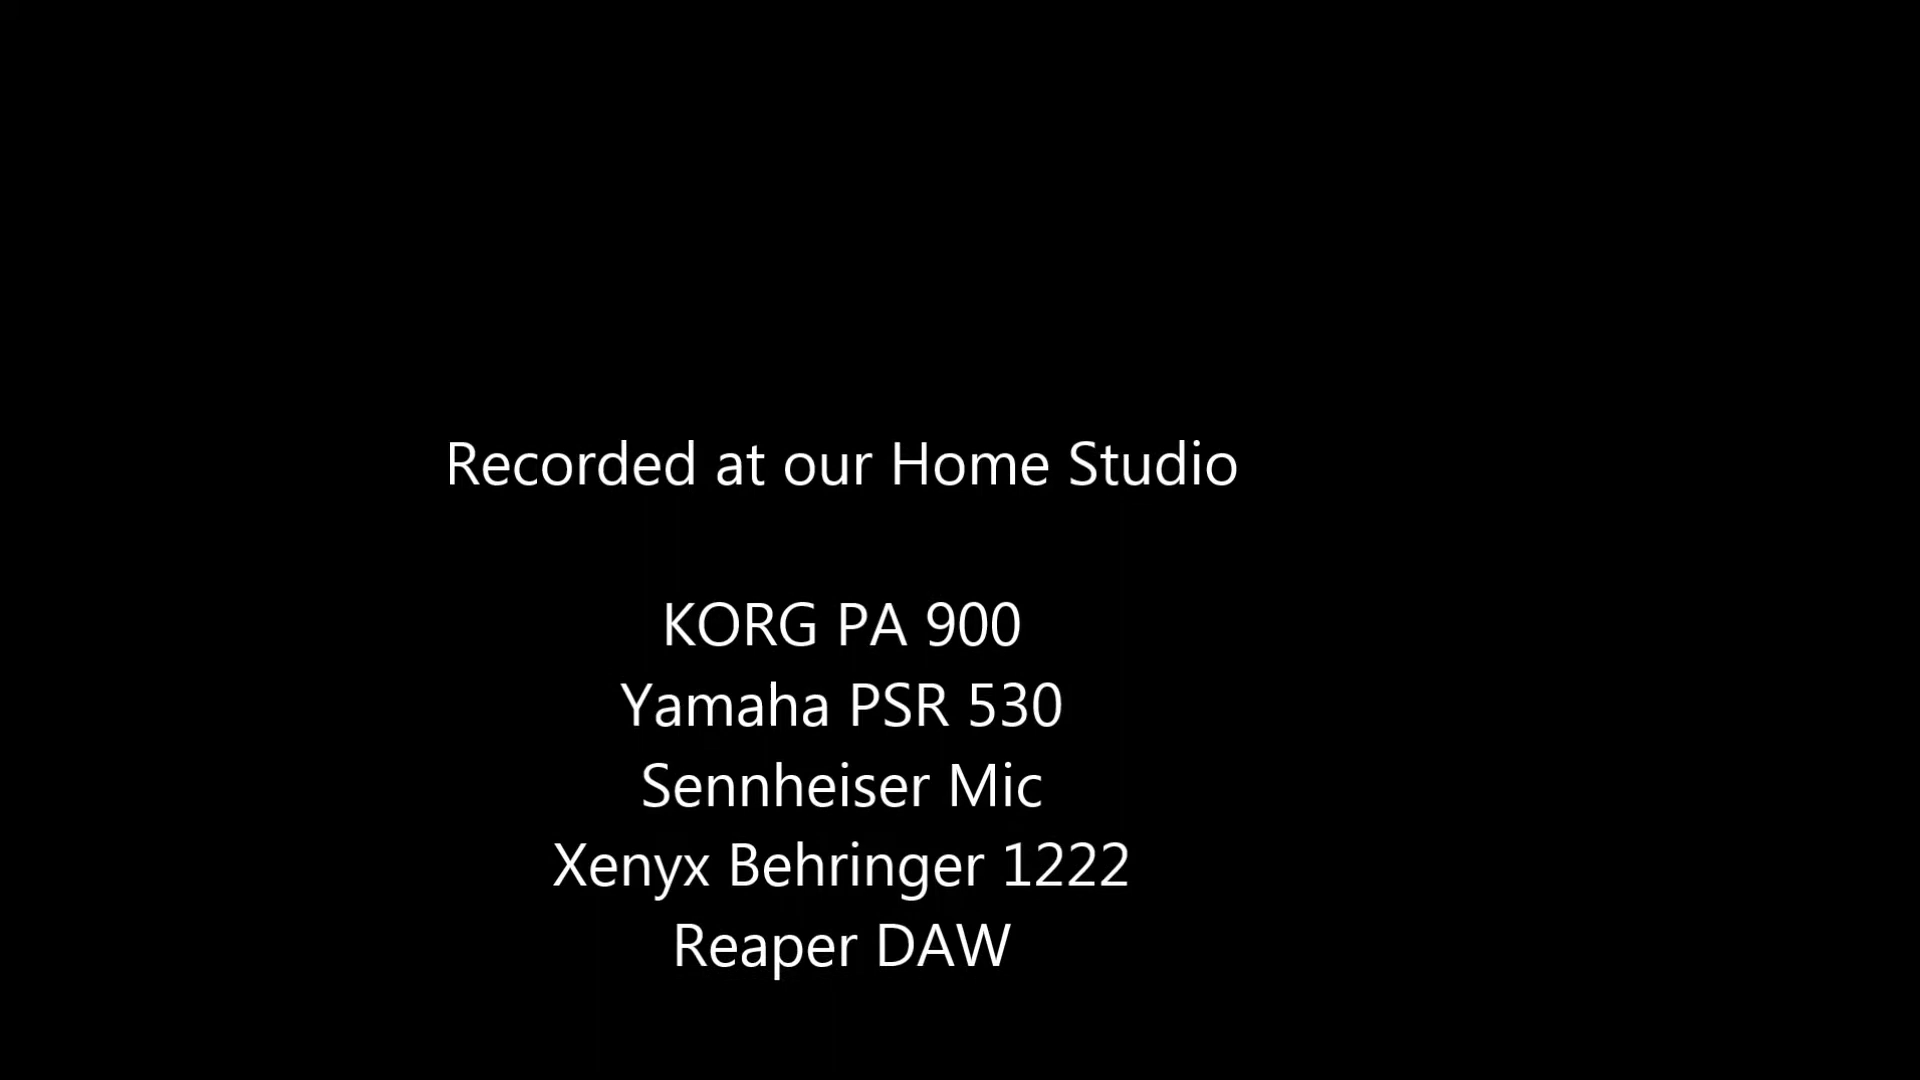 Recorded at our Home Studio
KORG PA 900
Yamaha PSR 530
Sennheiser Mic
Xenyx Behringer 1222
Reaper DAW